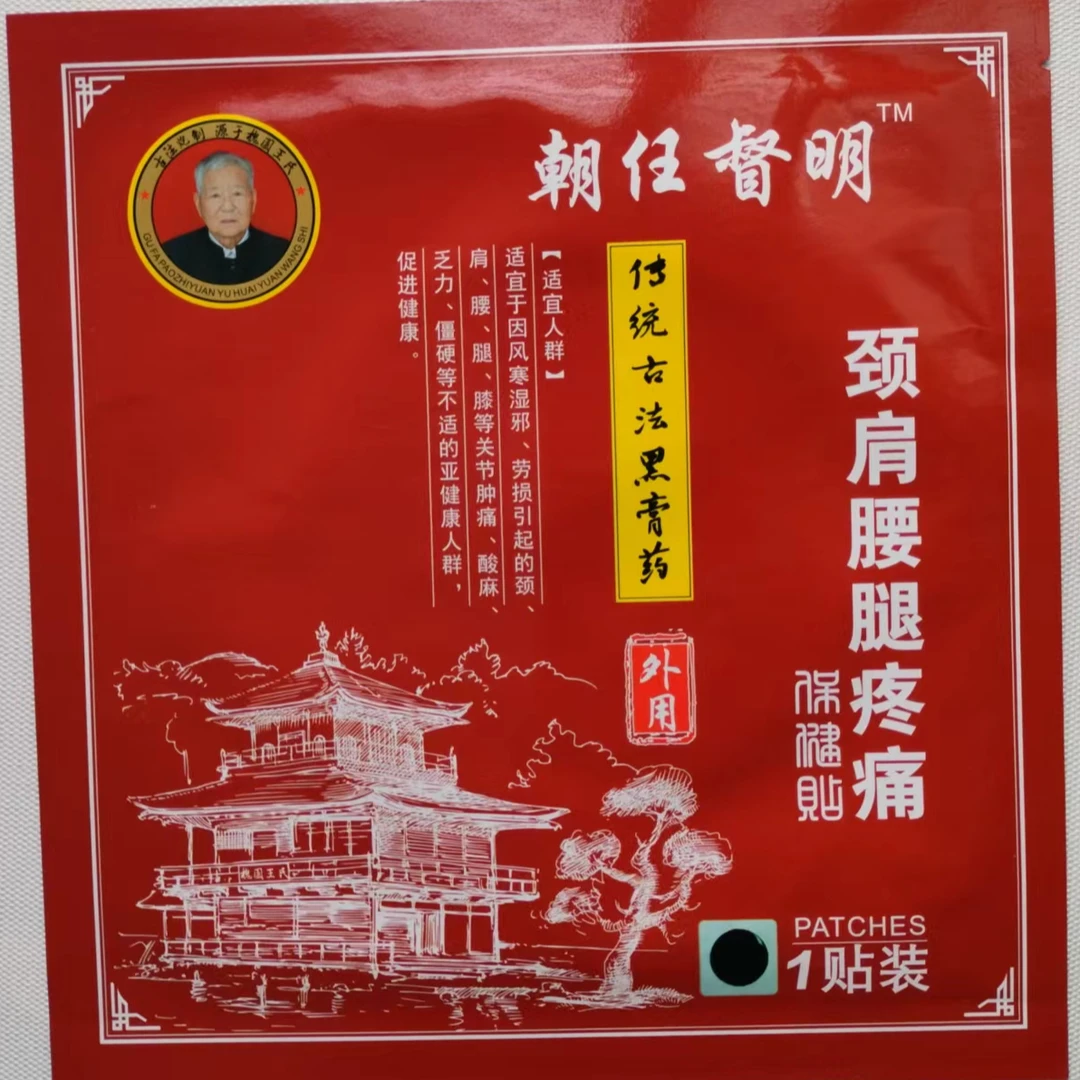 朝任督明™
古法炮制 源于槐园王氏
GU FA PAOZHIYUAN YU HUAI YUAN WANG SHI
颈肩腰腿疼痛
保健贴
传统古法黑膏药
外用
【适宜人群】
适宜于因风寒湿邪、劳损引起的颈、
肩、腰、腿、膝等关节肿痛、酸麻、
乏力、僵硬等不适的亚健康人群，
促进健康。
槐园王氏
PATCHES
1贴装